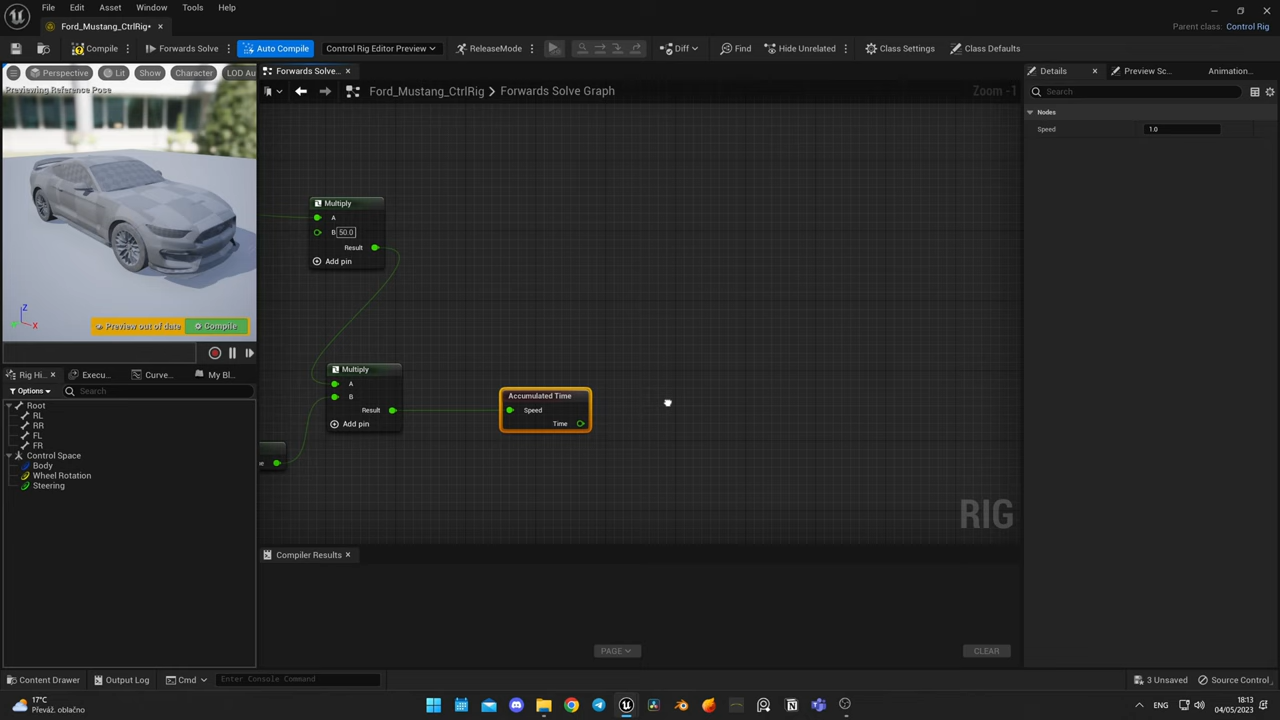 File Edit Asset Window Tools Help
Ford_Mustang_CtrlRig•
Parent class: Control Rig
Compile Forwards Solve Auto Compile Control Rig Editor Preview ReleaseMode Diff Find Hide Unrelated Class Settings Class Defaults
Perspective Lit Show Character LOD Au
Previewing Reference Pose
Forwards Solve...
Ford_Mustang_CtrlRig > Forwards Solve Graph
Zoom -1
Details Preview Sc... Animation...
Search
Nodes
Speed 1.0
Multiply
A
B 50.0
Result
Add pin
Multiply
A
B
Result
Add pin
Accumulated Time
Speed
Time
RIG
Z
X
Preview out of date Compile
Rig Hi... Execu... Curve... My Bl...
Options Search
Root
RL
RR
FL
FR
Control Space
Body
Wheel Rotation
Steering
Compiler Results
PAGE
CLEAR
Content Drawer Output Log Cmd Enter Console Command
3 Unsaved Source Control
17°C
Převáž. oblačno
ENG
18:13
04/05/2023